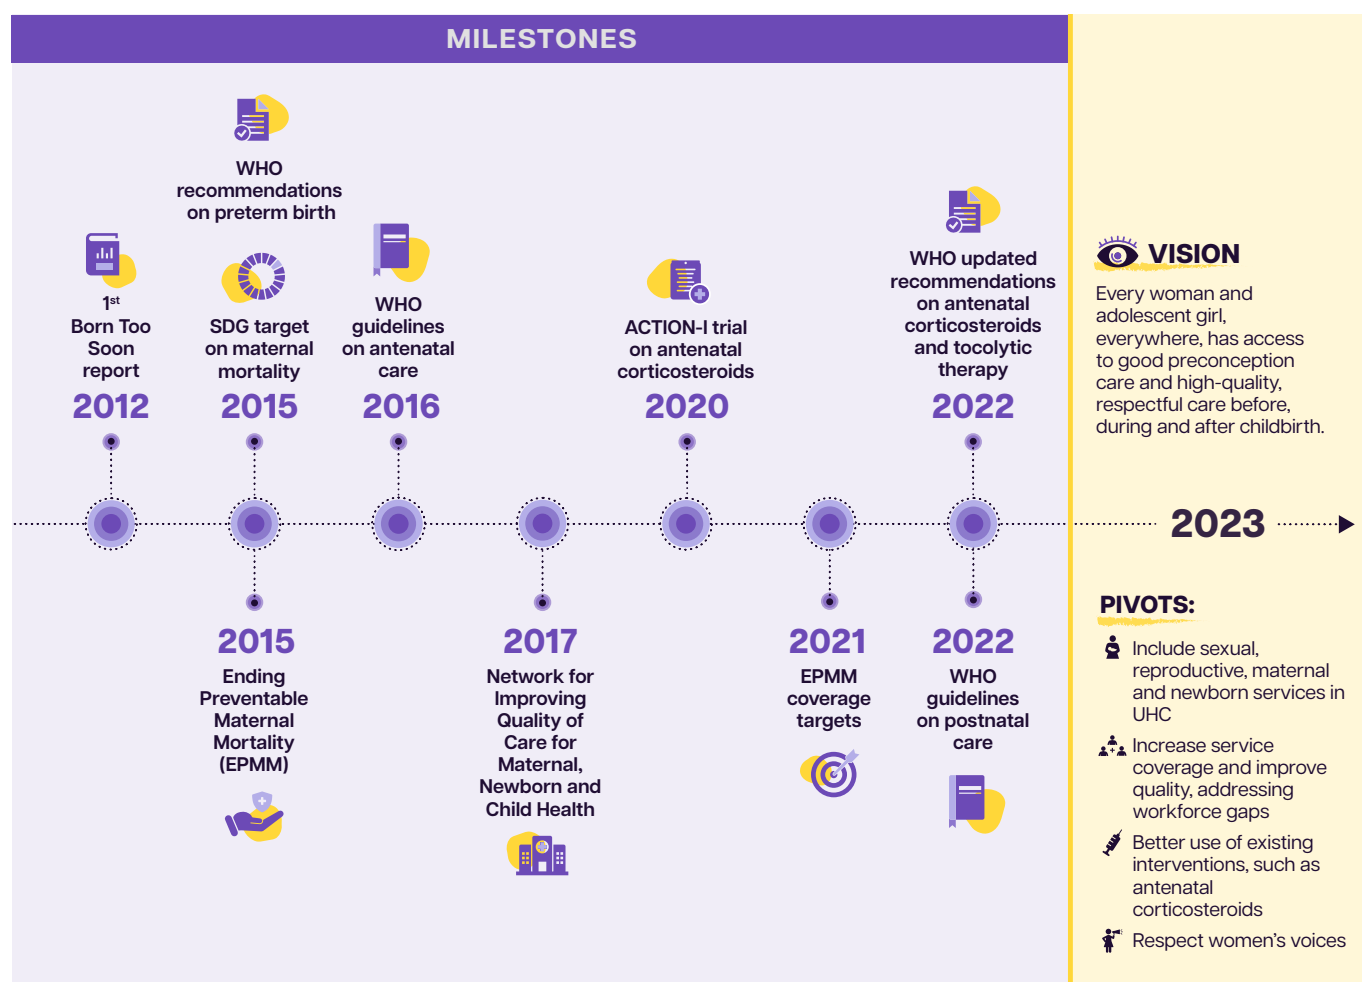 MILESTONES
WHO
recommendations
on preterm birth
1st
Born Too
Soon
report
2012
SDG target
on maternal
mortality
2015
WHO
guidelines
on antenatal
care
2016
ACTION-I trial
on antenatal
corticosteroids
2020
WHO updated
recommendations
on antenatal
corticosteroids
and tocolytic
therapy
2022
2015
Ending
Preventable
Maternal
Mortality
(EPMM)
2017
Network for
Improving
Quality of
Care for
Maternal,
Newborn and
Child Health
2021
EPMM
coverage
targets
2022
WHO
guidelines
on postnatal
care
VISION
Every woman and
adolescent girl,
everywhere, has access
to good preconception
care and high-quality,
respectful care before,
during and after childbirth.
2023
PIVOTS:
Include sexual,
reproductive, maternal
and newborn services in
UHC
Increase service
coverage and improve
quality, addressing
workforce gaps
Better use of existing
interventions, such as
antenatal
corticosteroids
Respect women's voices